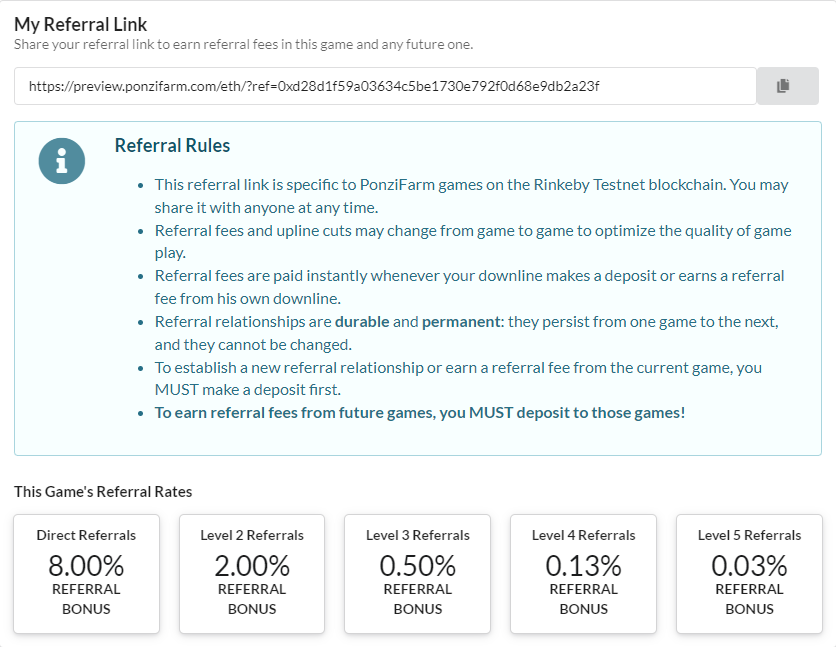 My Referral Link
Share your referral link to earn referral fees in this game and any future one.
https://preview.ponzifarm.com/eth/?ref=0xd28d1f59a03634c5be1730e792f0d68e9db2a23f
Referral Rules
• This referral link is specific to PonziFarm games on the Rinkeby Testnet blockchain. You may
share it with anyone at any time.
• Referral fees and upline cuts may change from game to game to optimize the quality of game
play.
• Referral fees are paid instantly whenever your downline makes a deposit or earns a referral
fee from his own downline.
• Referral relationships are durable and permanent: they persist from one game to the next,
and they cannot be changed.
• To establish a new referral relationship or earn a referral fee from the current game, you
MUST make a deposit first.
• To earn referral fees from future games, you MUST deposit to those games!
This Game's Referral Rates
Direct Referrals
8.00%
REFERRAL
BONUS
Level 2 Referrals
2.00%
REFERRAL
BONUS
Level 3 Referrals
0.50%
REFERRAL
BONUS
Level 4 Referrals
0.13%
REFERRAL
BONUS
Level 5 Referrals
0.03%
REFERRAL
BONUS